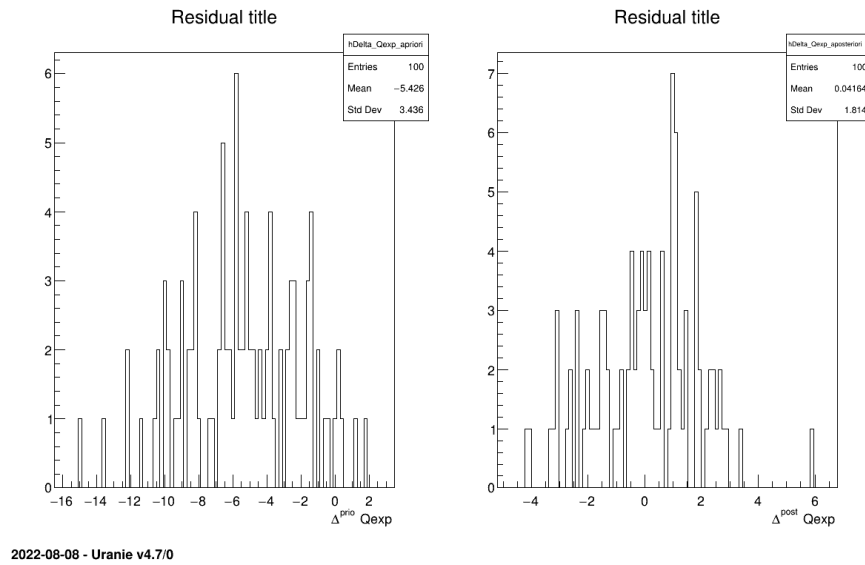 Residual title
hDelta_Qexp_apriori
Entries 100
Mean −5.426
Std Dev 3.436
6
5
4
3
2
1
0
−16 −14 −12 −10 −8 −6 −4 −2 0 2
Δprio Qexp
Residual title
hDelta_Qexp_aposteriori
Entries 100
Mean 0.04164
Std Dev 1.814
7
6
5
4
3
2
1
0
−4 −2 0 2 4 6
Δpost Qexp
2022-08-08 - Uranie v4.7/0